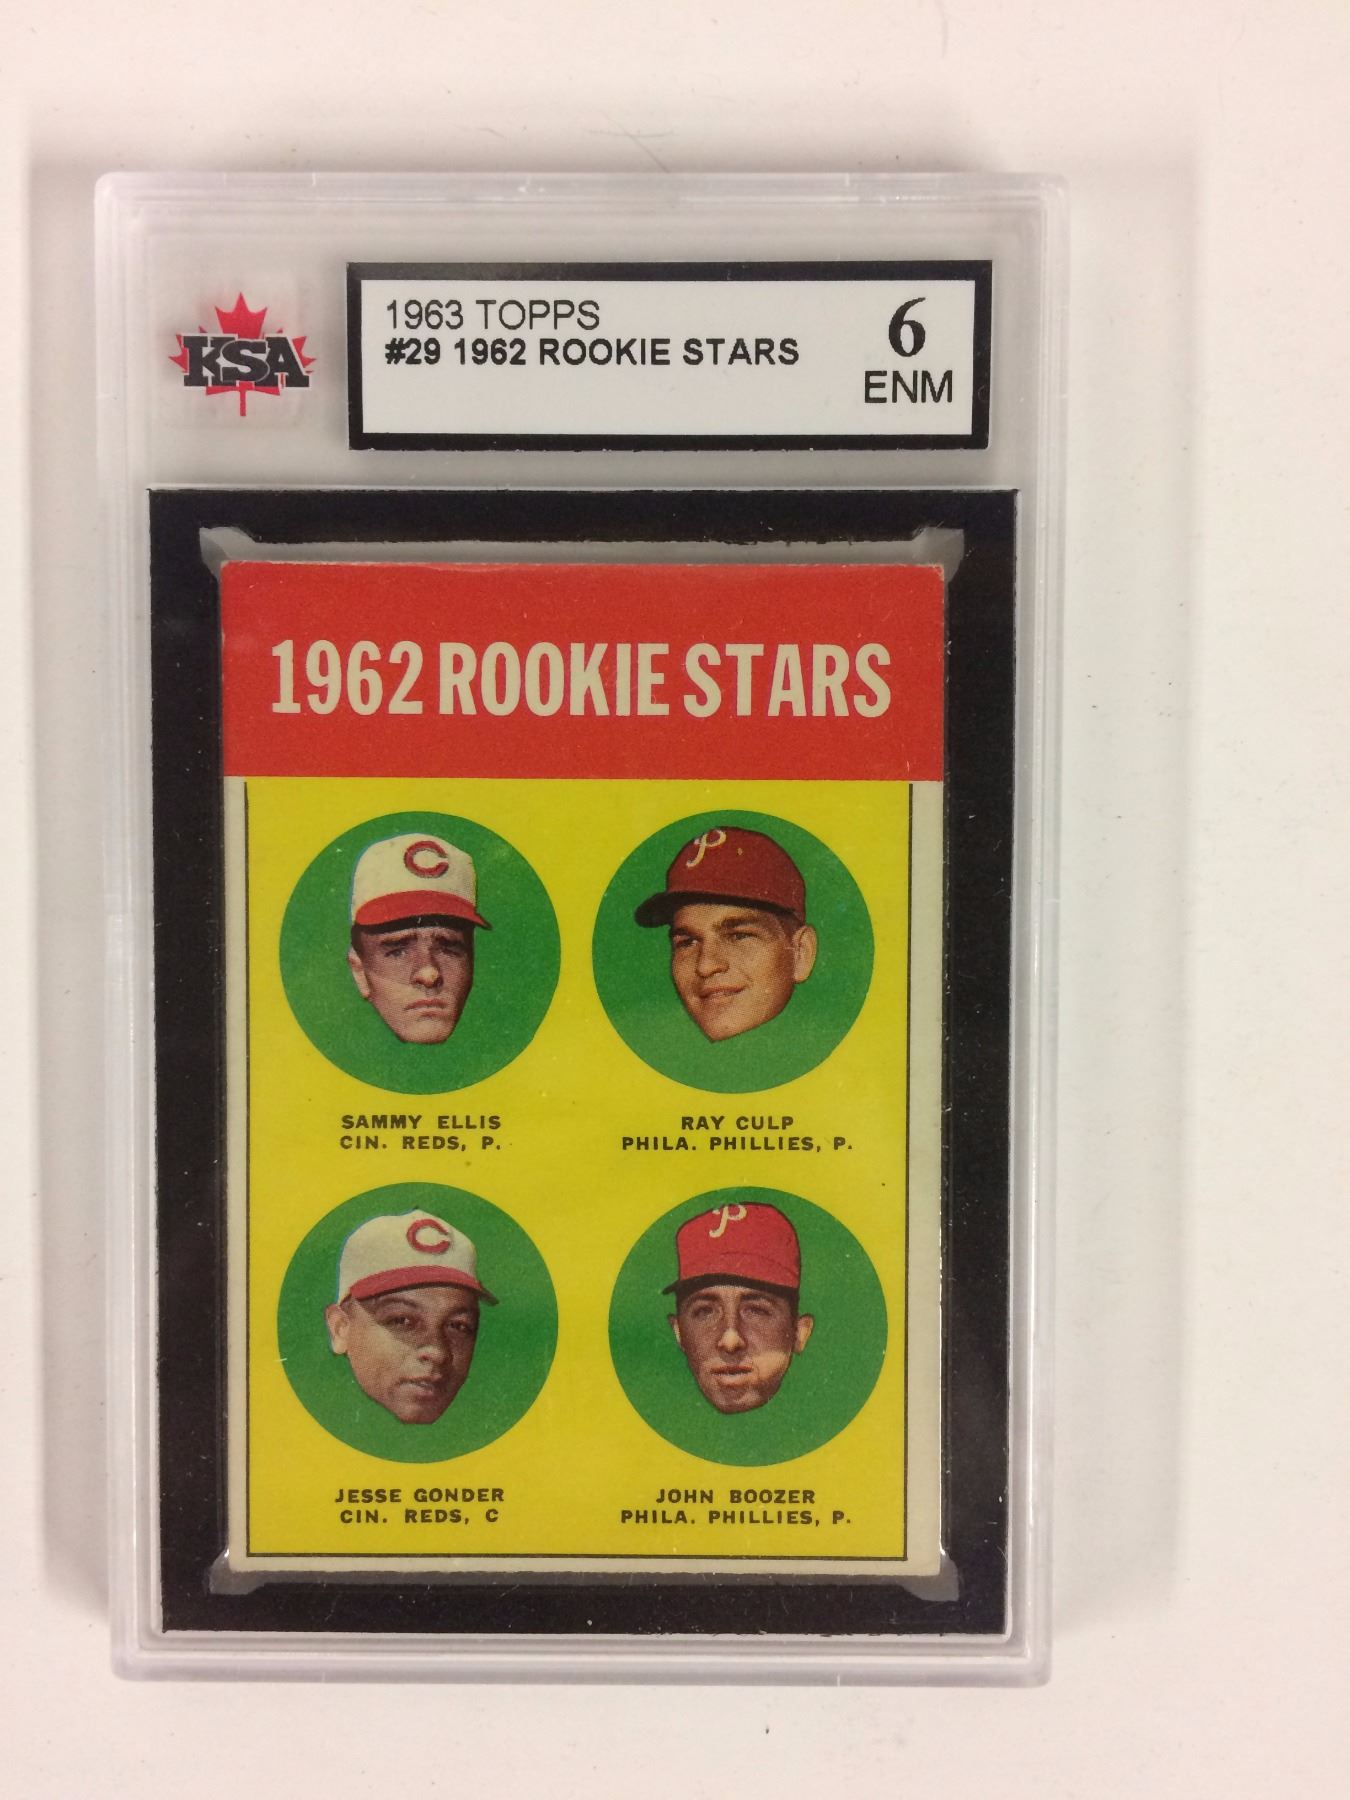 KSA
1963 TOPPS
#29 1962 ROOKIE STARS
6
ENM
1962 ROOKIE STARS
C
P
SAMMY ELLIS
CIN. REDS, P.
RAY CULP
PHILA. PHILLIES, P.
C
P
JESSE GONDER
CIN. REDS, C
JOHN BOOZER
PHILA. PHILLIES, P.